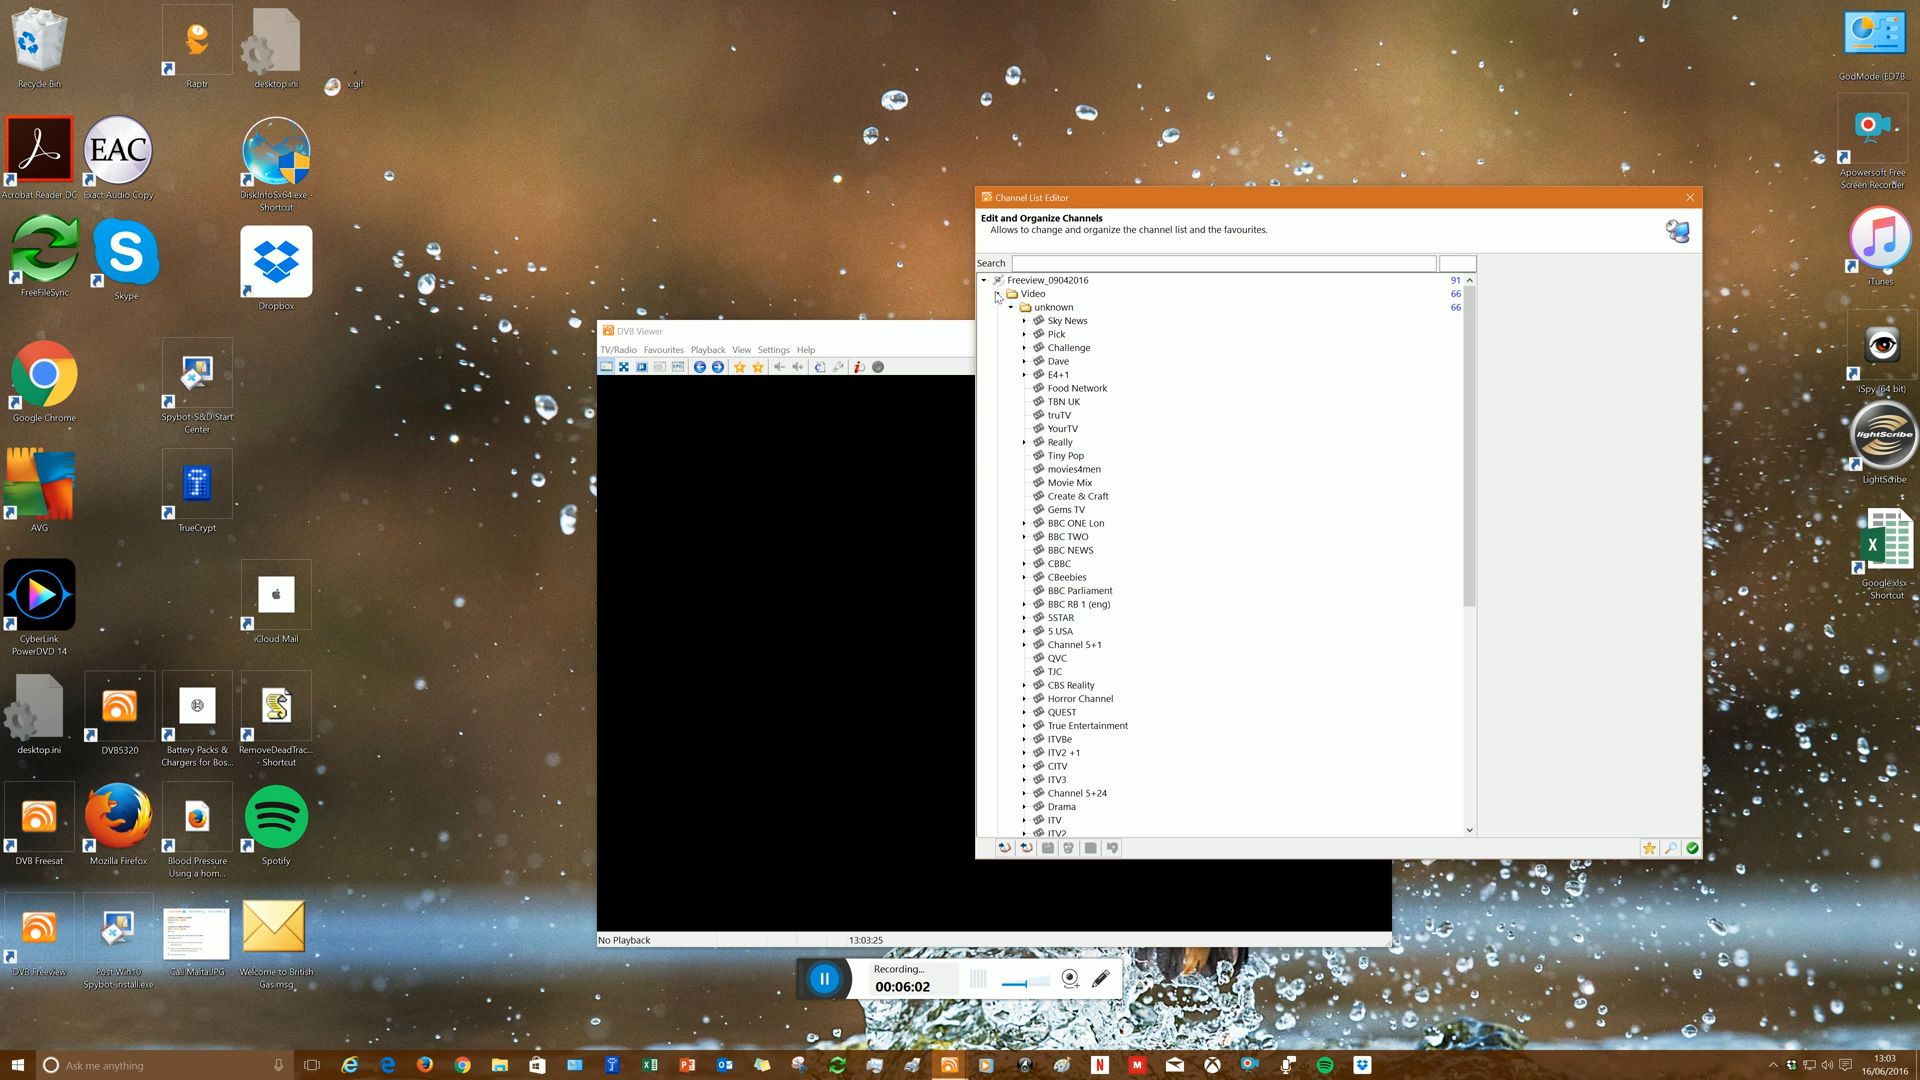 Recycle Bin
Raptr
desktop.ini
x.gif
GodMode.{ED7B...
Acrobat Reader DC
EAC
Exact Audio Copy
DiskInfoSx64.exe -
Shortcut
Apowersoft Free
Screen Recorder
FreeFileSync
Skype
Dropbox
iTunes
Google Chrome
Spybot-S&D Start
Center
iSpy (64 bit)
AVG
TrueCrypt
lightScribe
LightScribe
CyberLink
PowerDVD 14
iCloud Mail
Google.xlsx -
Shortcut
desktop.ini
DVB5320
Battery Packs &
Chargers for Bos...
RemoveDeadTrac...
- Shortcut
DVB Freesat
Mozilla Firefox
Blood Pressure
Using a hom...
Spotify
DVB Freeview
Post Win10
Spybot-install.exe
Call Malta.JPG
Welcome to British
Gas.msg
DVB Viewer
TV/Radio Favourites Playback View Settings Help
No Playback
13:03:25
Channel List Editor
Edit and Organize Channels
Allows to change and organize the channel list and the favourites.
Search
Freeview_09042016 91
Video 66
unknown 66
Sky News
Pick
Challenge
Dave
E4+1
Food Network
TBN UK
truTV
YourTV
Really
Tiny Pop
movies4men
Movie Mix
Create & Craft
Gems TV
BBC ONE Lon
BBC TWO
BBC NEWS
CBBC
CBeebies
BBC Parliament
BBC RB 1 (eng)
5STAR
5 USA
Channel 5+1
QVC
TJC
CBS Reality
Horror Channel
QUEST
True Entertainment
ITVBe
ITV2 +1
CITV
ITV3
Channel 5+24
Drama
ITV
ITV2
Recording...
00:06:02
Ask me anything
13:03
16/06/2016